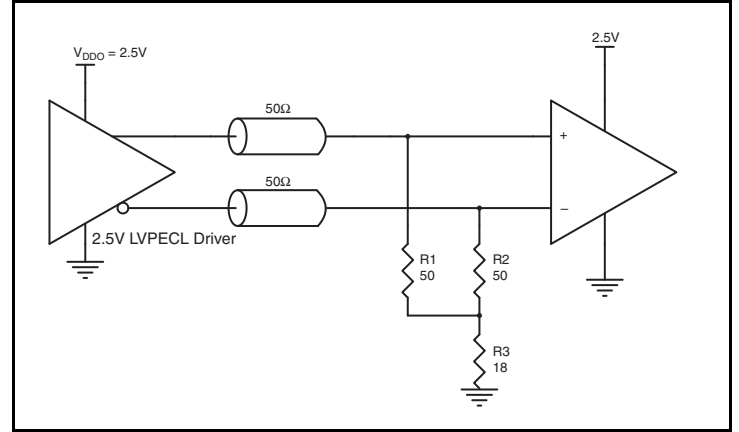 V_DDO = 2.5V
2.5V
50Ω
+
50Ω
–
2.5V LVPECL Driver
R1
50
R2
50
R3
18